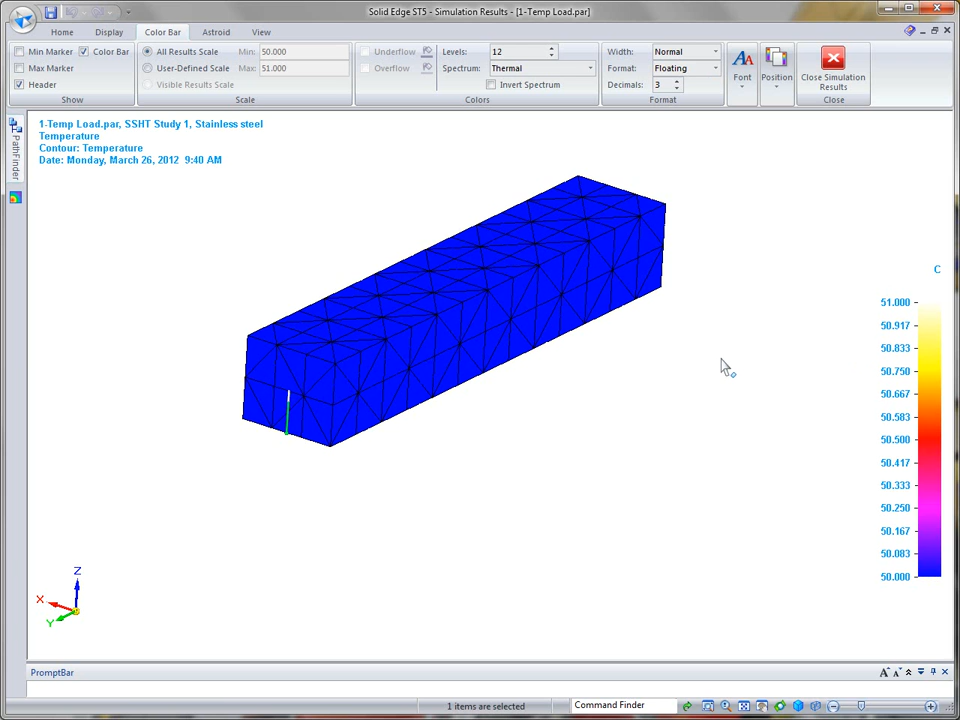 Solid Edge ST5 - Simulation Results - [1-Temp Load.par]
Home Display Color Bar Astroid View
Min Marker Color Bar All Results Scale Min: 50.000 Underflow Levels: 12 Width: Normal
Max Marker User-Defined Scale Max: 51.000 Overflow Spectrum: Thermal Format: Floating Font Position Close Simulation Results
Header Visible Results Scale Invert Spectrum Decimals: 3
Show Scale Colors Format Close
PathFinder
1-Temp Load.par, SSHT Study 1, Stainless steel
Temperature
Contour: Temperature
Date: Monday, March 26, 2012 9:40 AM
C
51.000
50.917
50.833
50.750
50.667
50.583
50.500
50.417
50.333
50.250
50.167
50.083
50.000
Z
X
Y
PromptBar
1 items are selected Command Finder